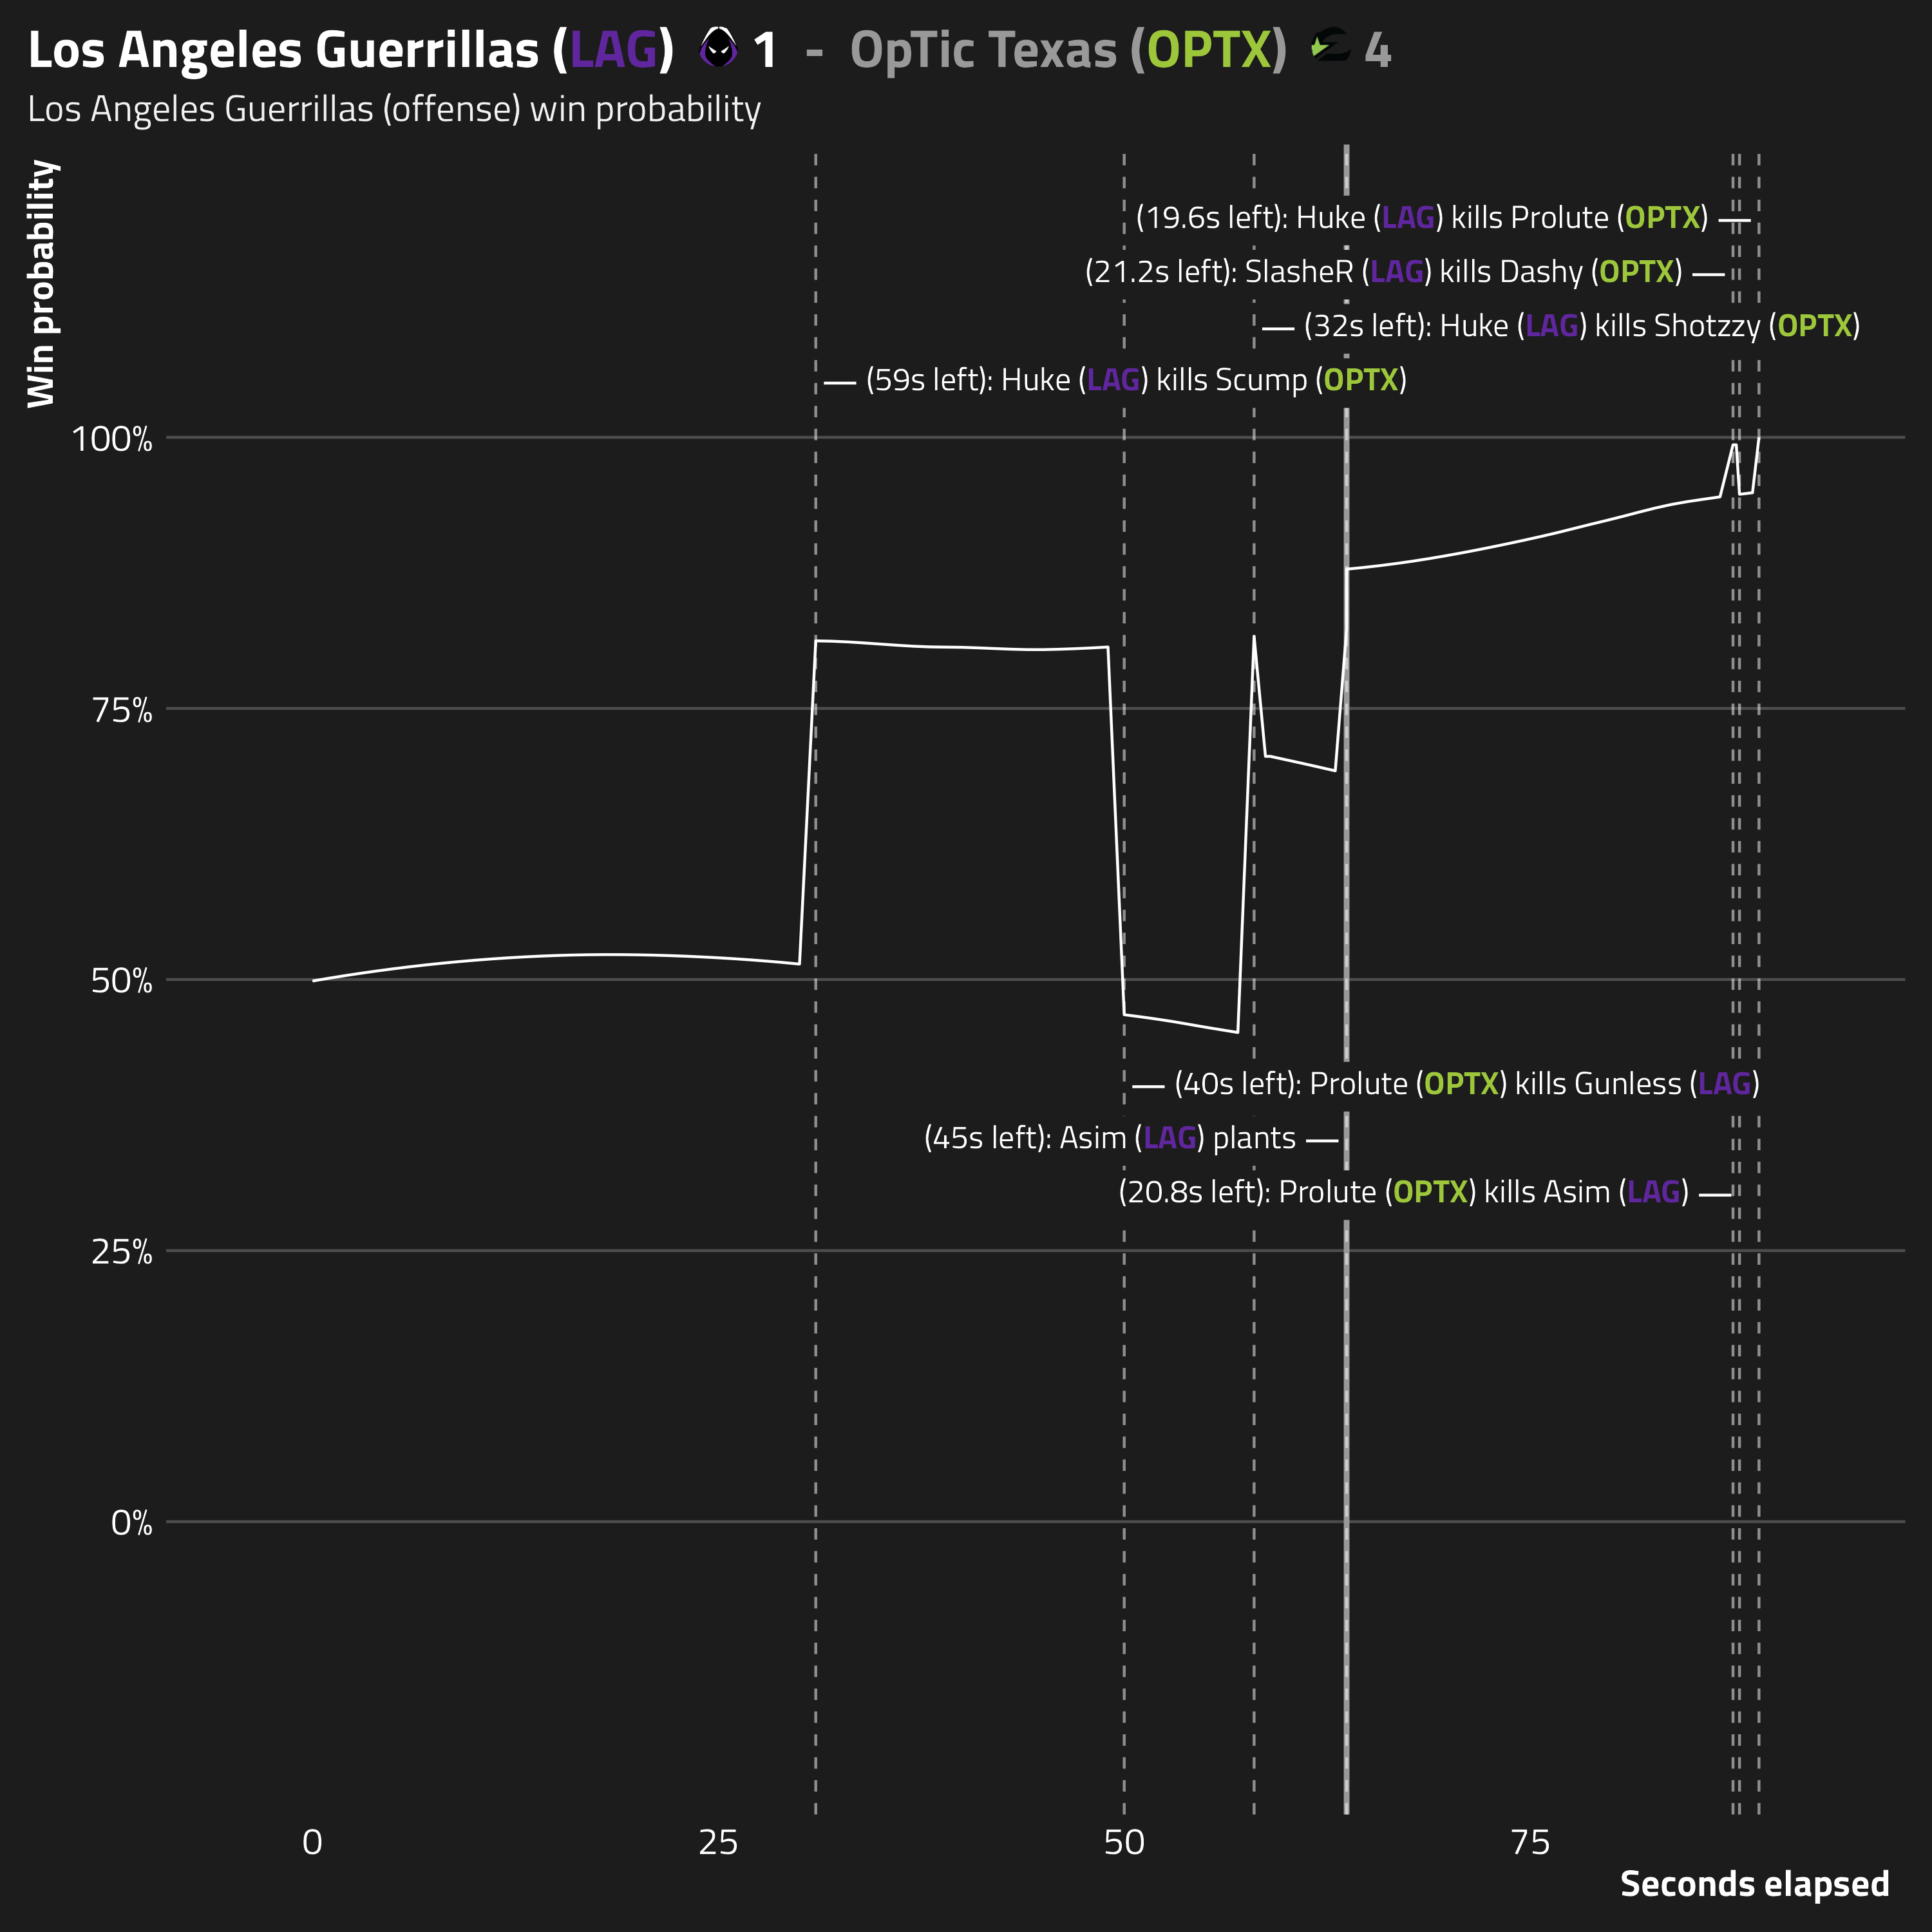 Los Angeles Guerrillas (LAG) 1 - OpTic Texas (OPTX) 4
Los Angeles Guerrillas (offense) win probability
Win probability
(19.6s left): Huke (LAG) kills Prolute (OPTX)
(21.2s left): SlasheR (LAG) kills Dashy (OPTX)
(32s left): Huke (LAG) kills Shotzzy (OPTX)
(59s left): Huke (LAG) kills Scump (OPTX)
100%
75%
50%
(40s left): Prolute (OPTX) kills Gunless (LAG)
(45s left): Asim (LAG) plants
(20.8s left): Prolute (OPTX) kills Asim (LAG)
25%
0%
0 25 50 75
Seconds elapsed